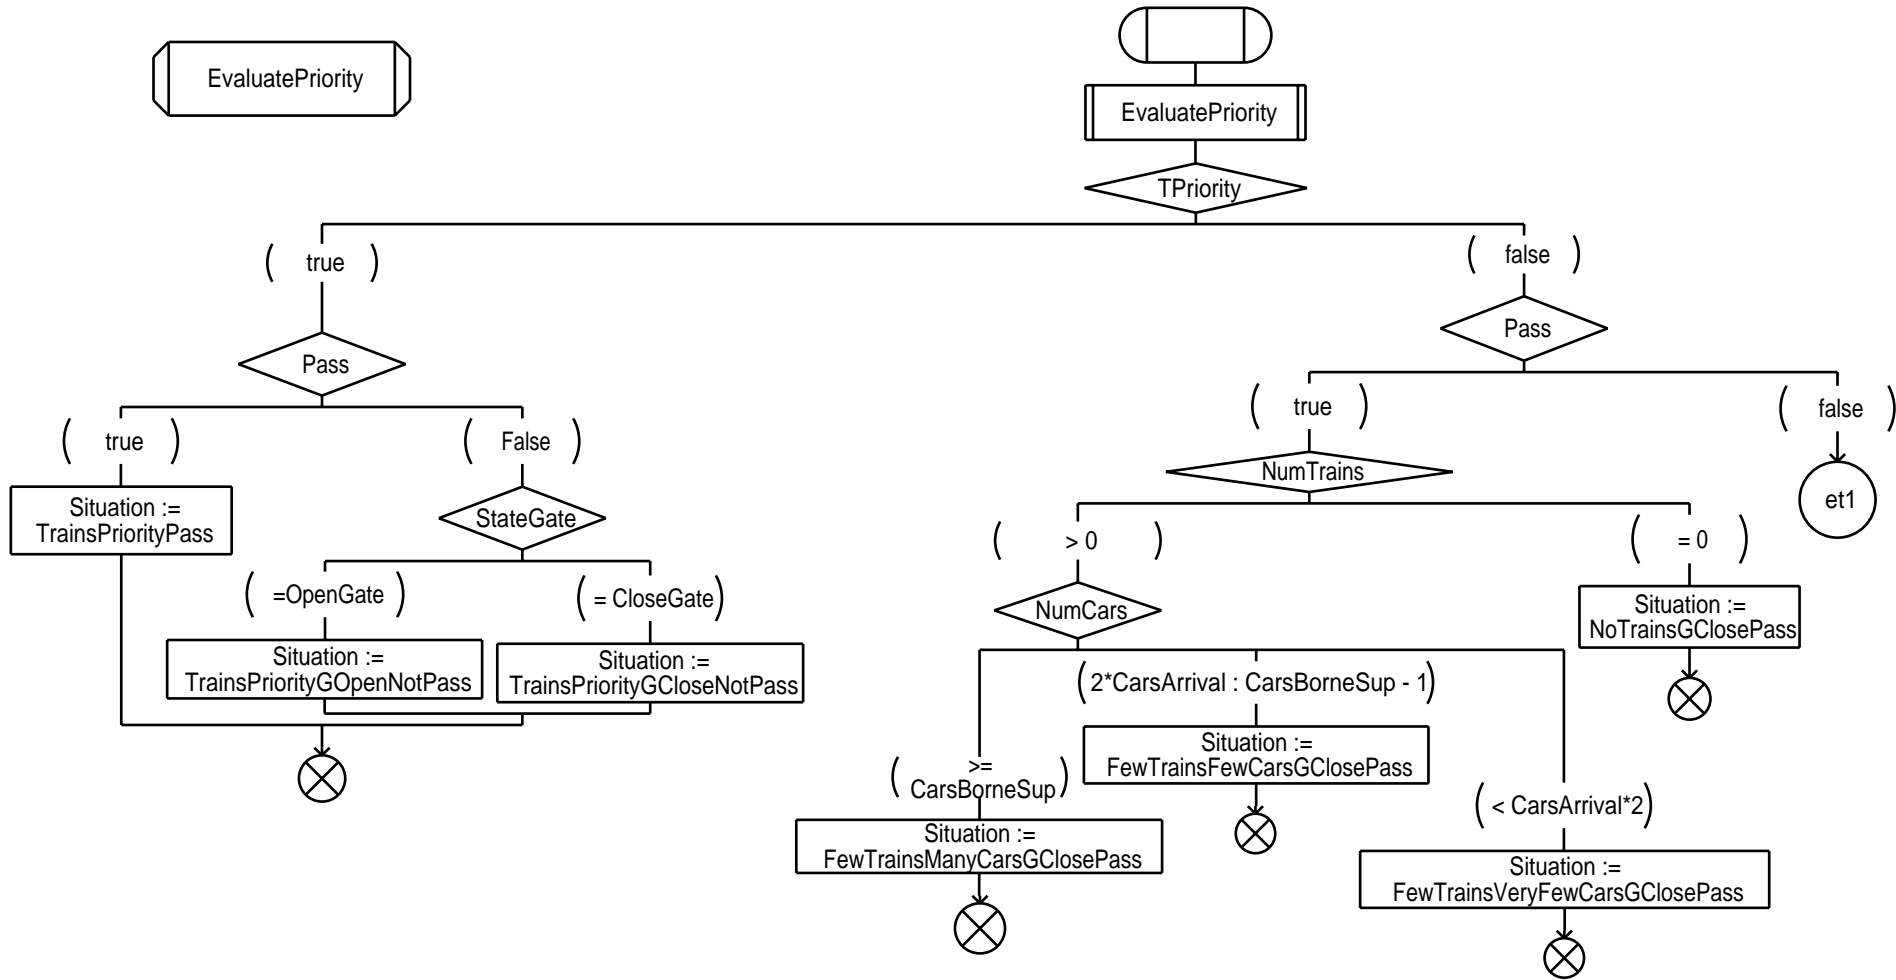 EvaluatePriority
EvaluatePriority
TPriority
( true )
( false )
Pass
Pass
( true )
( False )
( true )
( false )
Situation :=
TrainsPriorityPass
StateGate
NumTrains
et1
( =OpenGate )
( = CloseGate )
( > 0 )
( = 0 )
Situation :=
TrainsPriorityGOpenNotPass
Situation :=
TrainsPriorityGCloseNotPass
NumCars
Situation :=
NoTrainsGClosePass
( >=
CarsBorneSup )
( 2*CarsArrival : CarsBorneSup - 1 )
( < CarsArrival*2 )
Situation :=
FewTrainsManyCarsGClosePass
Situation :=
FewTrainsFewCarsGClosePass
Situation :=
FewTrainsVeryFewCarsGClosePass